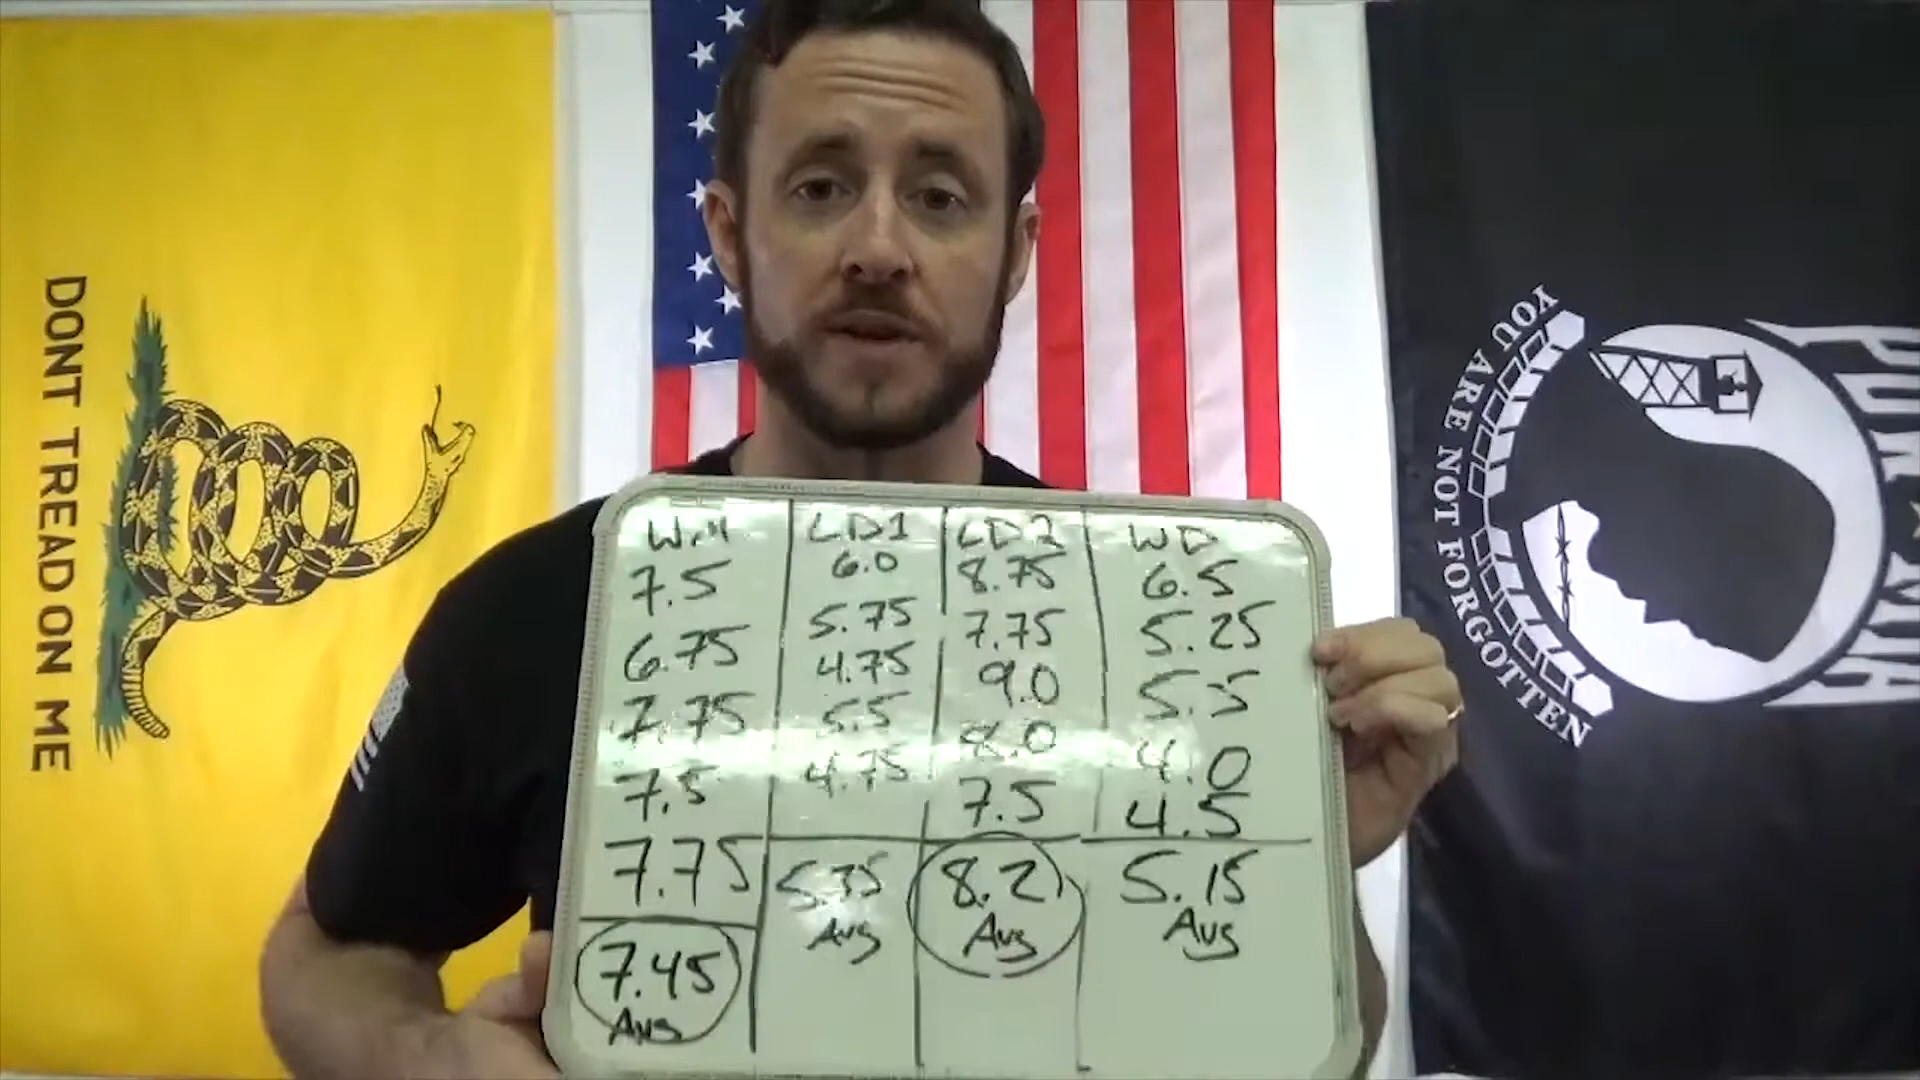 DONT TREAD ON ME
YOU ARE NOT FORGOTTEN
POW MIA
W.M LD1 LD2 WD
7.5 6.0 8.75 6.5
6.75 5.75 7.75 5.25
7.75 4.75 9.0 5.5
7.5 5.5 8.0 4.0
7.75 4.75 7.5 4.5
7.45 5.35 8.2 5.15
Avg Avg Avg Avg